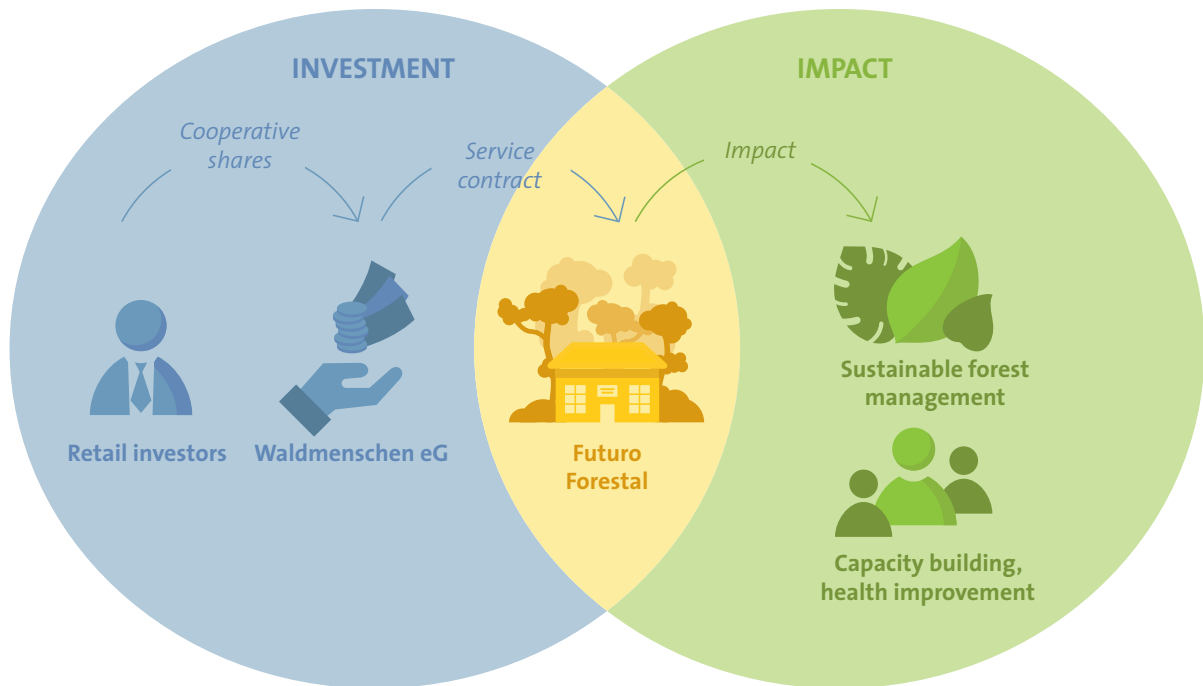 INVESTMENT
IMPACT
Cooperative
shares
Service
contract
Impact
Retail investors
Waldmenschen eG
Futuro
Forestal
Sustainable forest
management
Capacity building,
health improvement